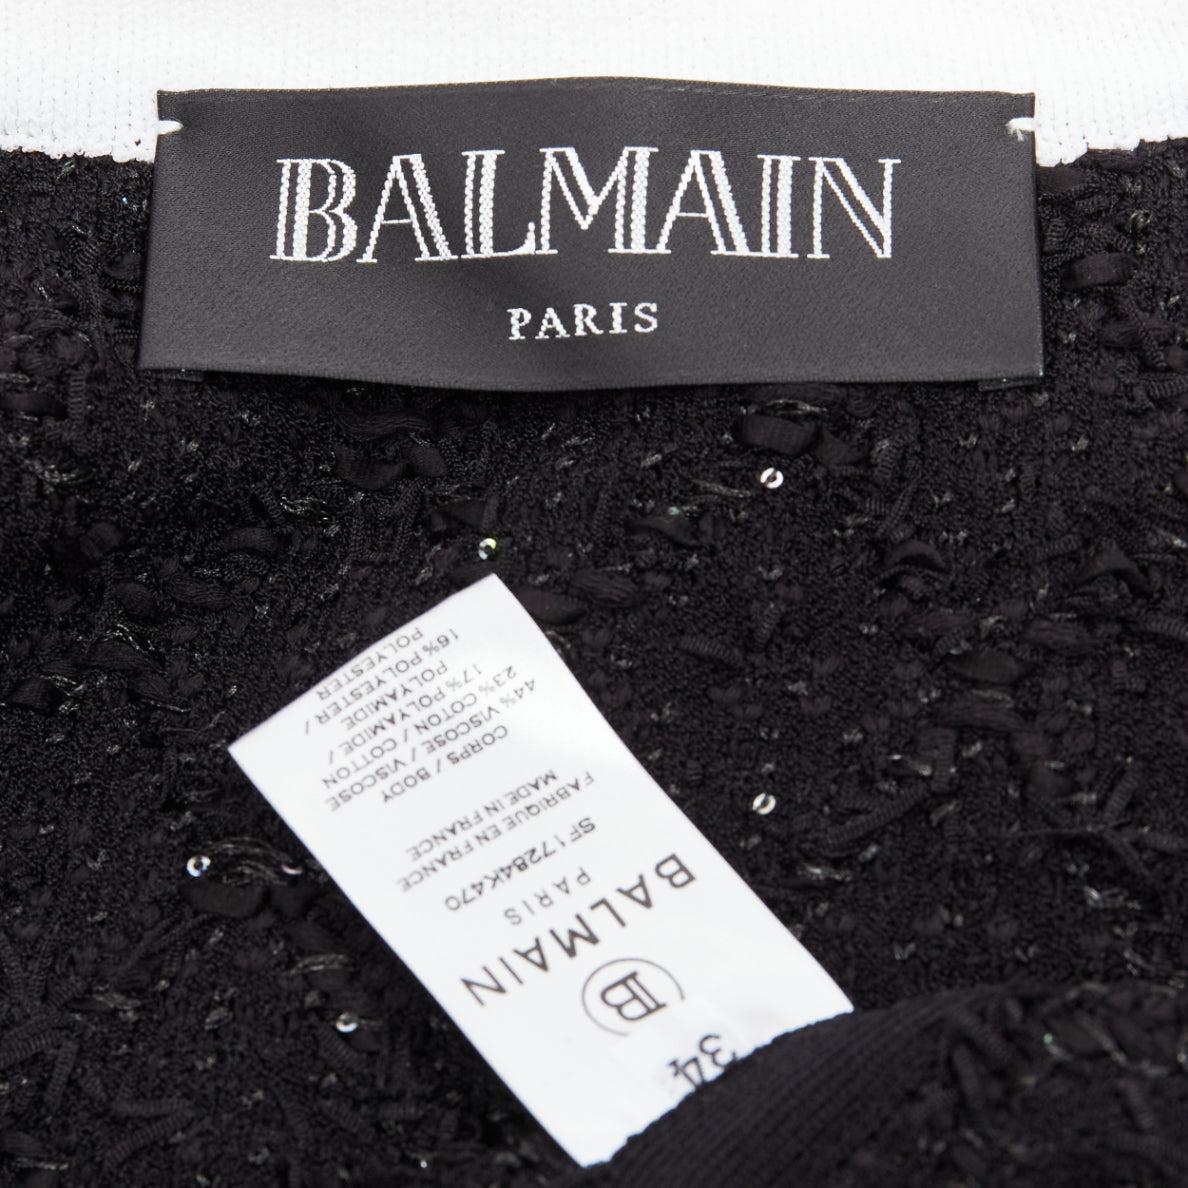 BALMAIN
PARIS
34
B
BALMAIN
PARIS
SF17284K470
FABRIQUE EN FRANCE
MADE IN FRANCE
CORPS / BODY
44% VISCOSE / VISCOSE
23% COTON / COTTON
17% POLYAMIDE /
POLYAMIDE
16% POLYESTER /
POLYESTER